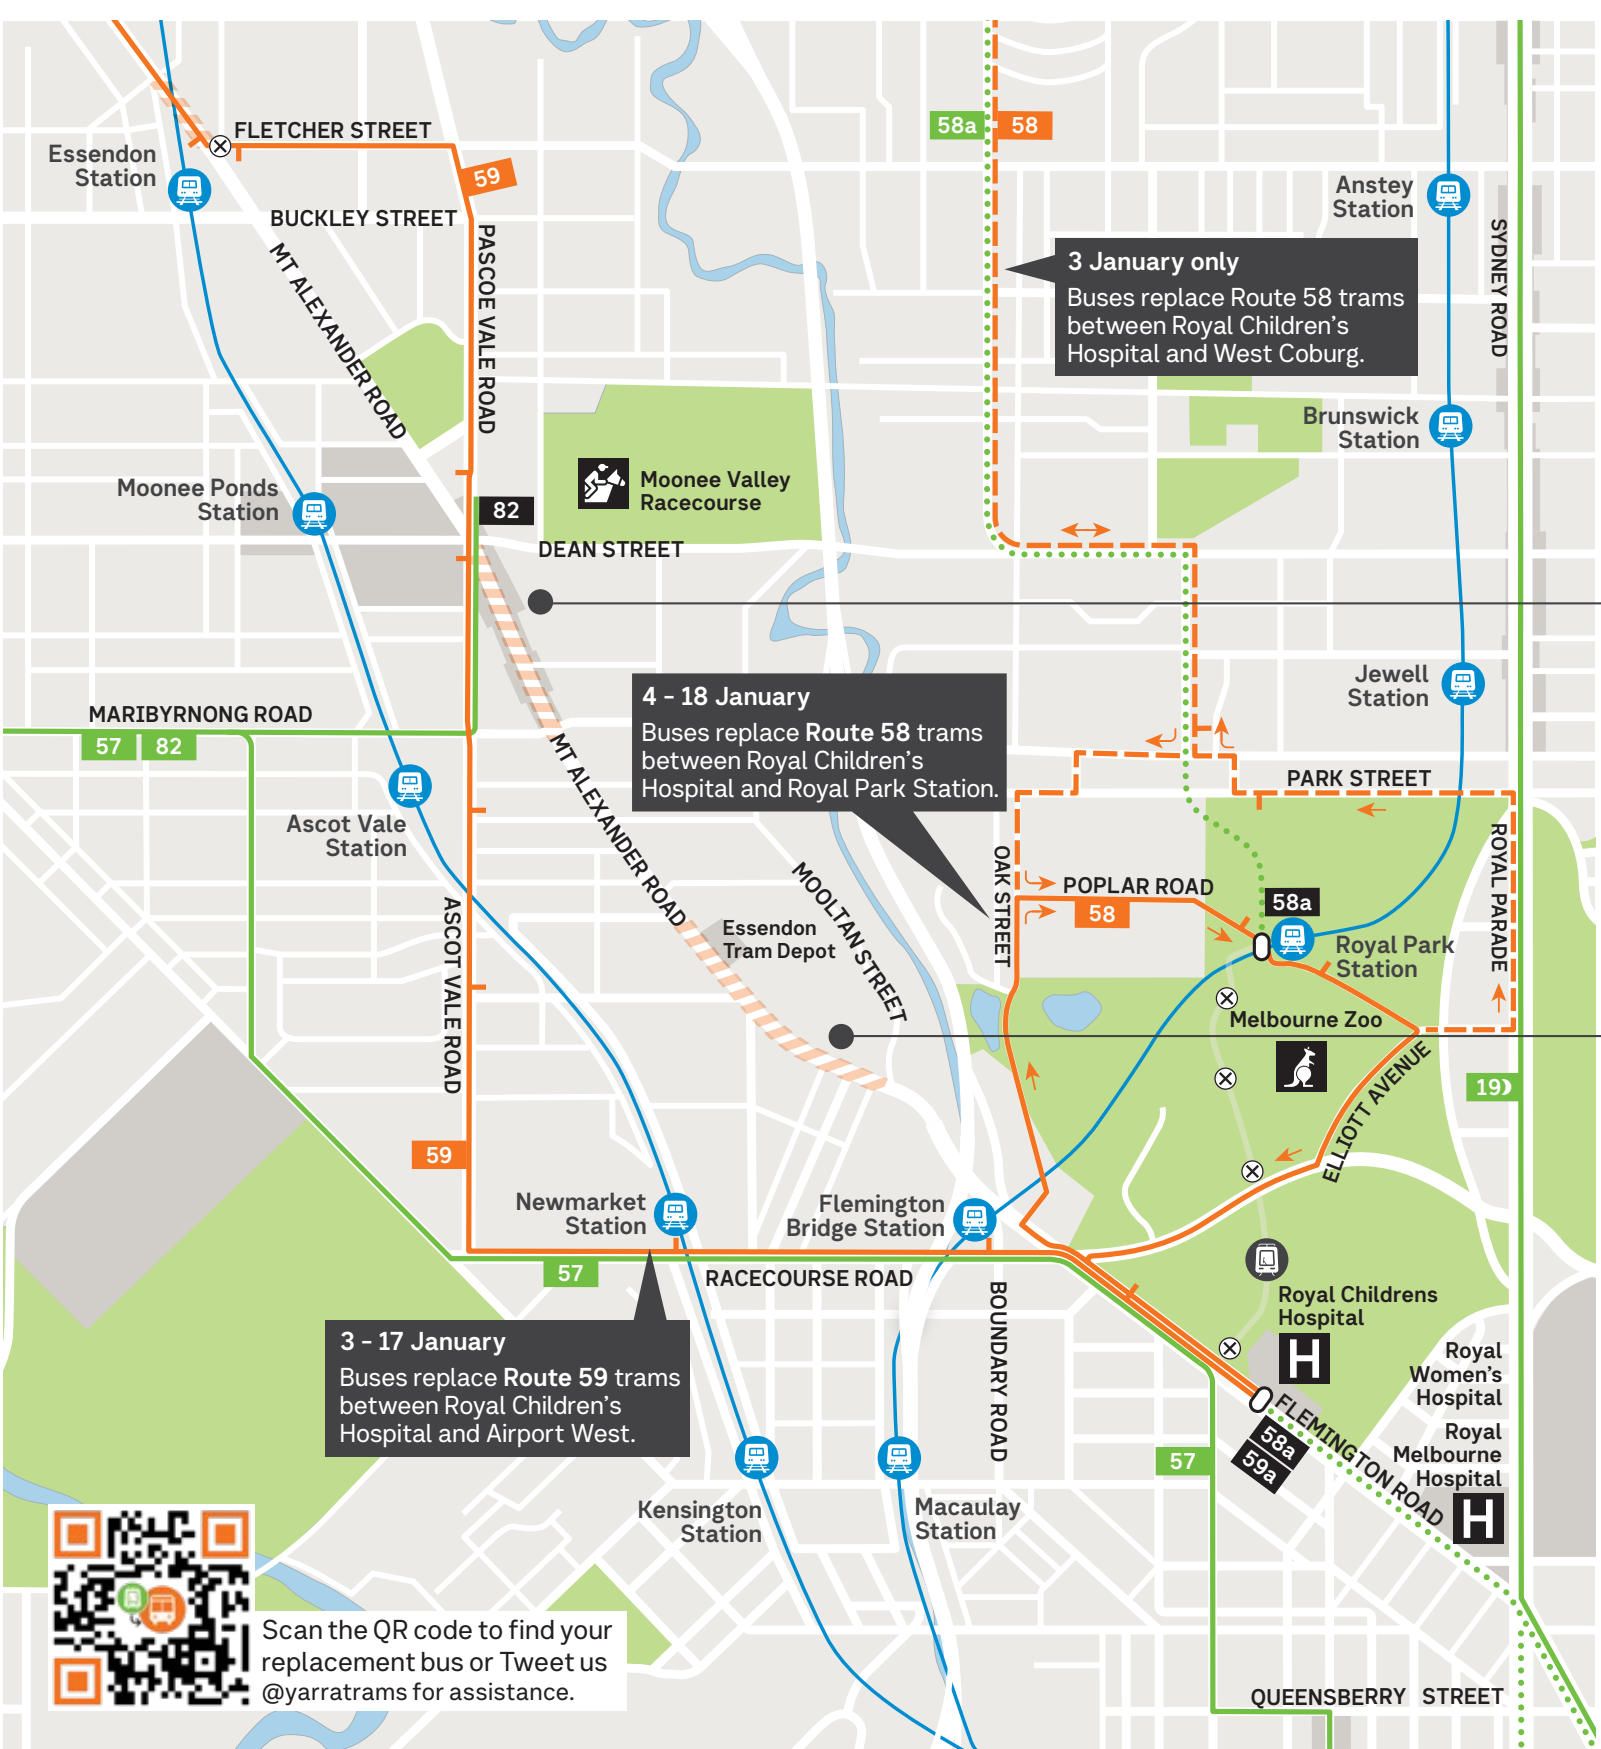 FLETCHER STREET
58a
58
Essendon
Station
59
Anstey
Station
BUCKLEY STREET
MT ALEXANDER ROAD
PASCOE VALE ROAD
SYDNEY ROAD
3 January only
Buses replace Route 58 trams
between Royal Children's
Hospital and West Coburg.
Brunswick
Station
Moonee Ponds
Station
Moonee Valley
Racecourse
82
DEAN STREET
Jewell
Station
4 - 18 January
Buses replace Route 58 trams
between Royal Children's
Hospital and Royal Park Station.
MARIBYRNONG ROAD
57
82
MT ALEXANDER ROAD
PARK STREET
Ascot Vale
Station
OAK STREET
POPLAR ROAD
58
58a
ROYAL PARADE
MOOLTAN STREET
ASCOT VALE ROAD
Essendon
Tram Depot
Royal Park
Station
Melbourne Zoo
ELLIOTT AVENUE
19
59
Newmarket
Station
Flemington
Bridge Station
57
RACECOURSE ROAD
BOUNDARY ROAD
Royal Childrens
Hospital
H
3 - 17 January
Buses replace Route 59 trams
between Royal Children's
Hospital and Airport West.
Royal
Women's
Hospital
FLEMINGTON ROAD
58a
59a
Royal
Melbourne
Hospital
H
57
Kensington
Station
Macaulay
Station
Scan the QR code to find your
replacement bus or Tweet us
@yarratrams for assistance.
QUEENSBERRY STREET